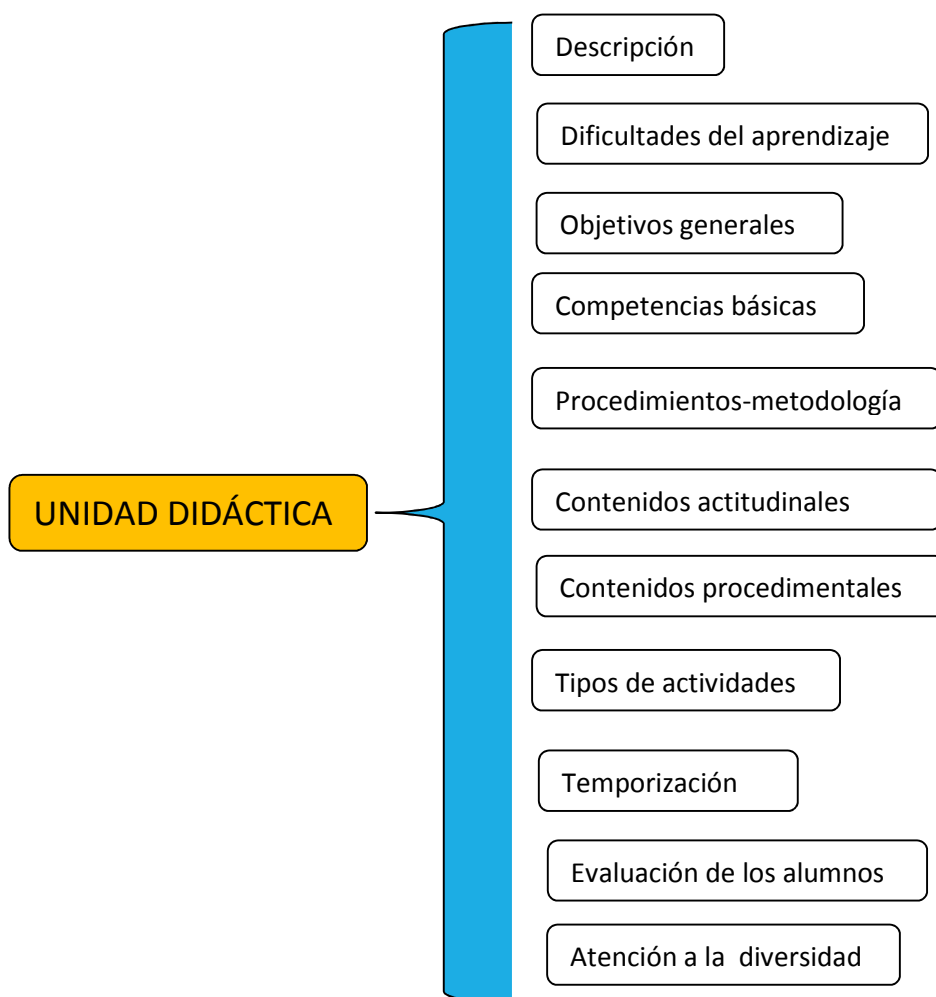 Descripción
Dificultades del aprendizaje
Objetivos generales
Competencias básicas
Procedimientos-metodología
UNIDAD DIDÁCTICA
Contenidos actitudinales
Contenidos procedimentales
Tipos de actividades
Temporización
Evaluación de los alumnos
Atención a la  diversidad